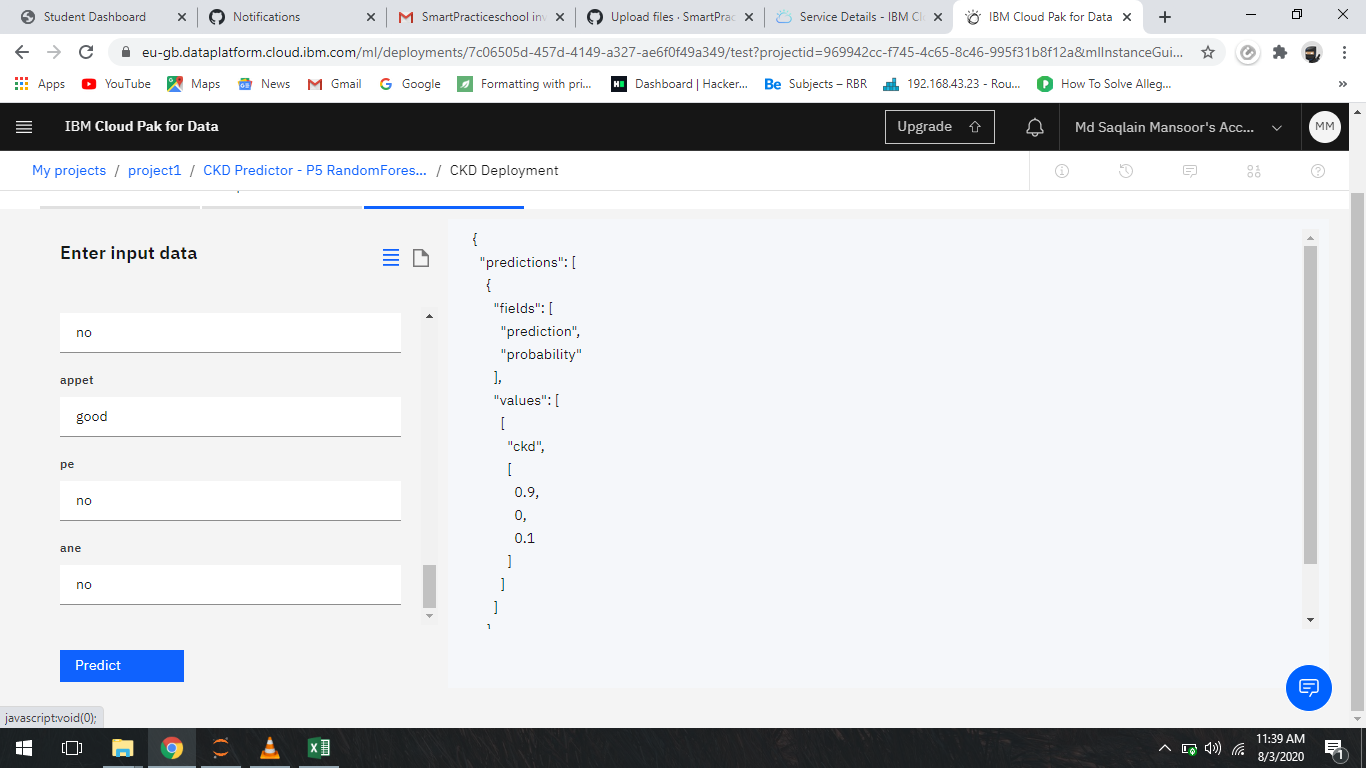 Student Dashboard
Notifications
SmartPracticeschool inv
Upload files · SmartPrac
Service Details - IBM Cl
IBM Cloud Pak for Data
eu-gb.dataplatform.cloud.ibm.com/ml/deployments/7c06505d-457d-4149-a327-ae6f0f49a349/test?projectid=969942cc-f745-4c65-8c46-995f31b8f12a&mlInstanceGui...
Apps
YouTube
Maps
News
Gmail
Google
Formatting with pri...
Dashboard | Hacker...
Subjects – RBR
192.168.43.23 - Rou...
How To Solve Alleg...
IBM Cloud Pak for Data
Upgrade
Md Saqlain Mansoor's Acc...
MM
My projects / project1 / CKD Predictor - P5 RandomFores... / CKD Deployment
Enter input data
no
appet
good
pe
no
ane
no
Predict
{
"predictions": [
{
"fields": [
"prediction",
"probability"
],
"values": [
[
"ckd",
[
0.9,
0,
0.1
]
]
]
javascript:void(0);
11:39 AM
8/3/2020
1